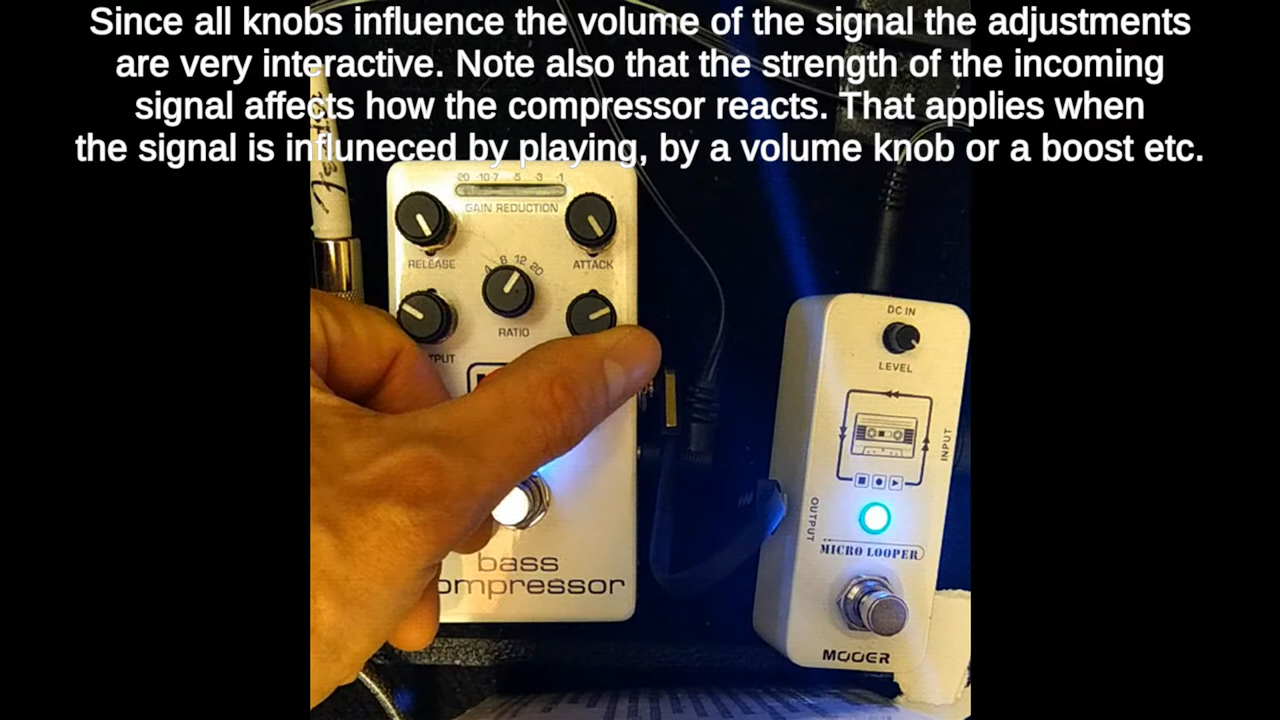 Since all knobs influence the volume of the signal the adjustments
are very interactive. Note also that the strength of the incoming
signal affects how the compressor reacts. That applies when
the signal is influneced by playing, by a volume knob or a boost etc.
-20 -10 -7 -5 -3 -1
GAIN REDUCTION
RELEASE
ATTACK
4 8 12 20
RATIO
TPUT
bass
ompressor
DC IN
LEVEL
INPUT
OUTPUT
MICRO LOOPER
MOOER